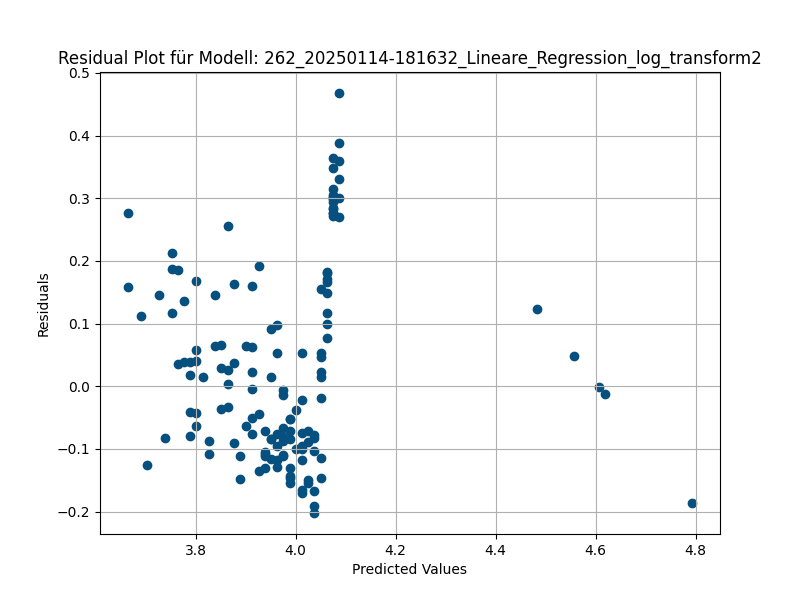 Residual Plot für Modell: 262_20250114-181632_Lineare_Regression_log_transform2
0.5
0.4
0.3
0.2
0.1
0.0
−0.1
−0.2
Residuals
3.8 4.0 4.2 4.4 4.6 4.8
Predicted Values